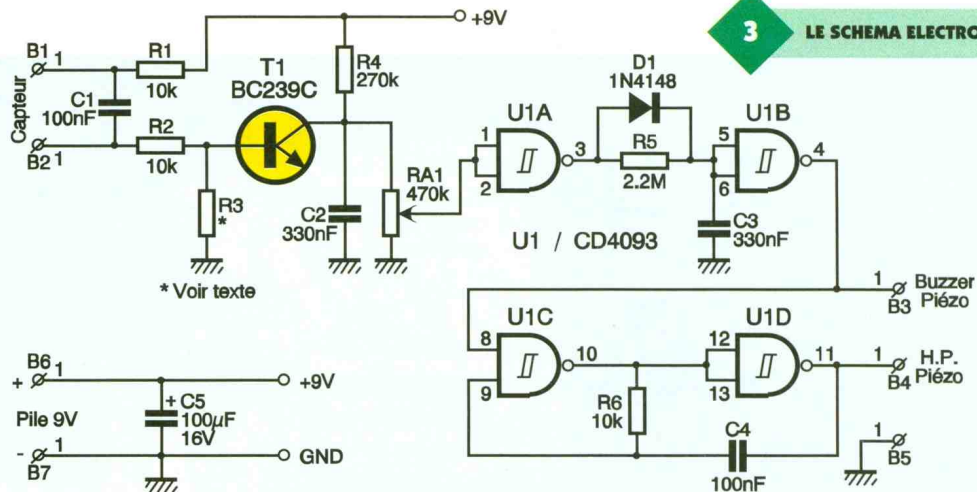 3
LE SCHEMA ELECTRO
+9V
B1 1
R1
10k
C1
100nF
Capteur
R2
10k
B2 1
T1
BC239C
R3
*
* Voir texte
R4
270k
C2
330nF
RA1
470k
U1A
1
2
3
D1
1N4148
R5
2.2M
U1B
5
6
4
C3
330nF
U1 / CD4093
1
B3
Buzzer
Piézo
U1C
8
9
10
U1D
12
13
11
1
B4
H.P.
Piézo
R6
10k
C4
100nF
1
B5
+ B6 1
Pile 9V
- B7 1
+ C5
100µF
16V
+9V
GND